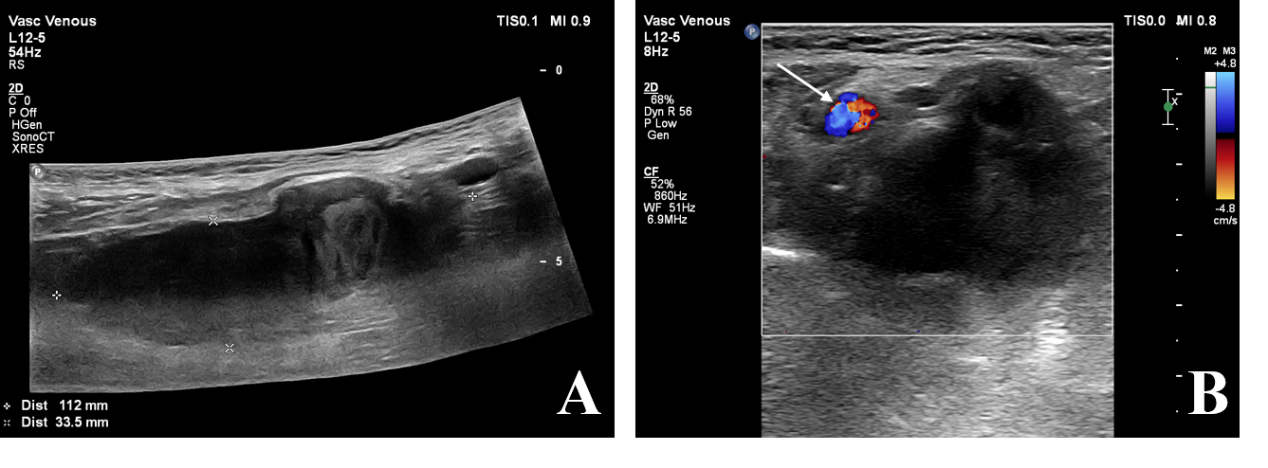 Vasc Venous
L12-5
54Hz
RS
2D
C 0
P Off
HGen
SonoCT
XRES
TIS0.1 MI 0.9
0
5
P
Dist 112 mm
Dist 33.5 mm
A
Vasc Venous
L12-5
8Hz
2D
68%
Dyn R 56
P Low
Gen
CF
52%
860Hz
WF 51Hz
6.9MHz
P
TIS0.0 MI 0.8
M2 M3
+4.8
x
-4.8
cm/s
B